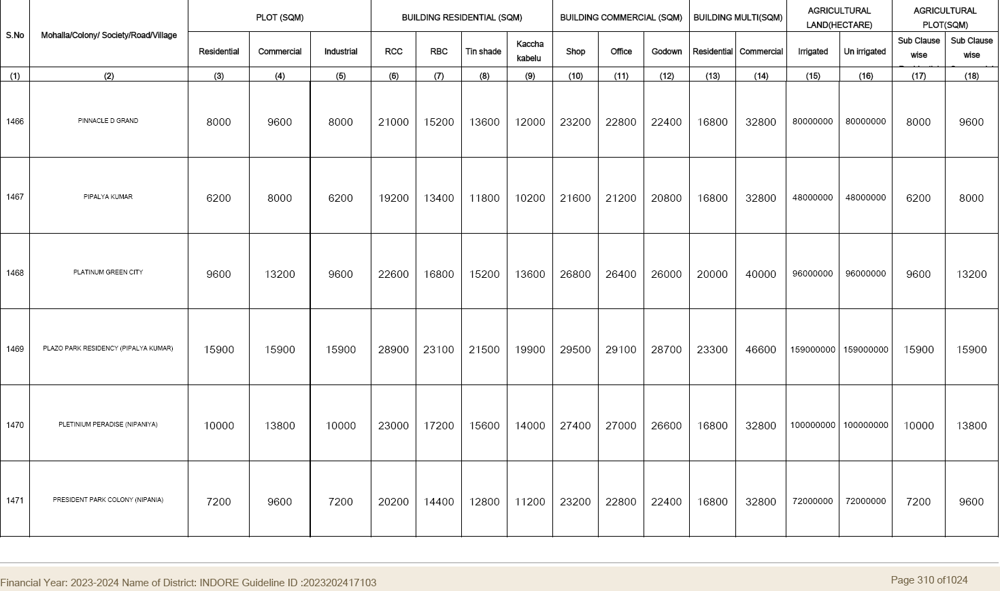 S.No Mohalla/Colony/ Society/Road/Village PLOT (SQM) BUILDING RESIDENTIAL (SQM) BUILDING COMMERCIAL (SQM) BUILDING MULTI(SQM) AGRICULTURAL LAND(HECTARE) AGRICULTURAL PLOT(SQM)
Residential Commercial Industrial RCC RBC Tin shade Kaccha kabelu Shop Office Godown Residential Commercial Irrigated Un irrigated Sub Clause wise Sub Clause wise
(1) (2) (3) (4) (5) (6) (7) (8) (9) (10) (11) (12) (13) (14) (15) (16) (17) (18)
1466 PINNACLE D GRAND 8000 9600 8000 21000 15200 13600 12000 23200 22800 22400 16800 32800 80000000 80000000 8000 9600
1467 PIPALYA KUMAR 6200 8000 6200 19200 13400 11800 10200 21600 21200 20800 16800 32800 48000000 48000000 6200 8000
1468 PLATINUM GREEN CITY 9600 13200 9600 22600 16800 15200 13600 26800 26400 26000 20000 40000 96000000 96000000 9600 13200
1469 PLAZO PARK RESIDENCY (PIPALYA KUMAR) 15900 15900 15900 28900 23100 21500 19900 29500 29100 28700 23300 46600 159000000 159000000 15900 15900
1470 PLETINIUM PERADISE (NIPANIYA) 10000 13800 10000 23000 17200 15600 14000 27400 27000 26600 16800 32800 100000000 100000000 10000 13800
1471 PRESIDENT PARK COLONY (NIPANIA) 7200 9600 7200 20200 14400 12800 11200 23200 22800 22400 16800 32800 72000000 72000000 7200 9600
Financial Year: 2023-2024 Name of District: INDORE Guideline ID :2023202417103
Page 310 of1024